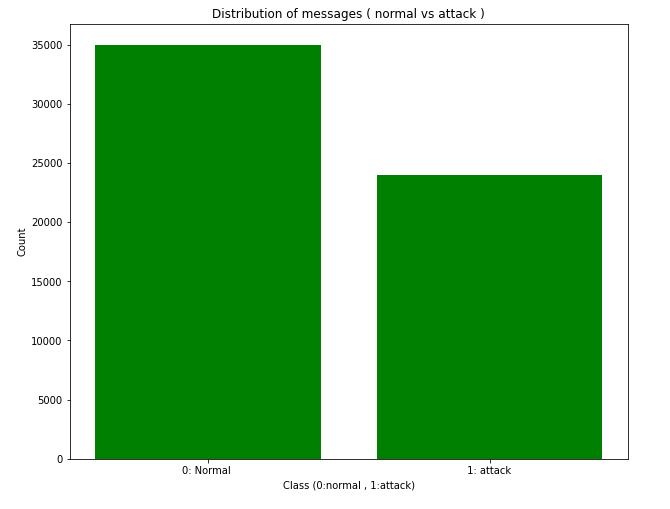 Distribution of messages ( normal vs attack )
35000
30000
25000
20000
15000
10000
5000
0
Count
0: Normal
1: attack
Class (0:normal , 1:attack)